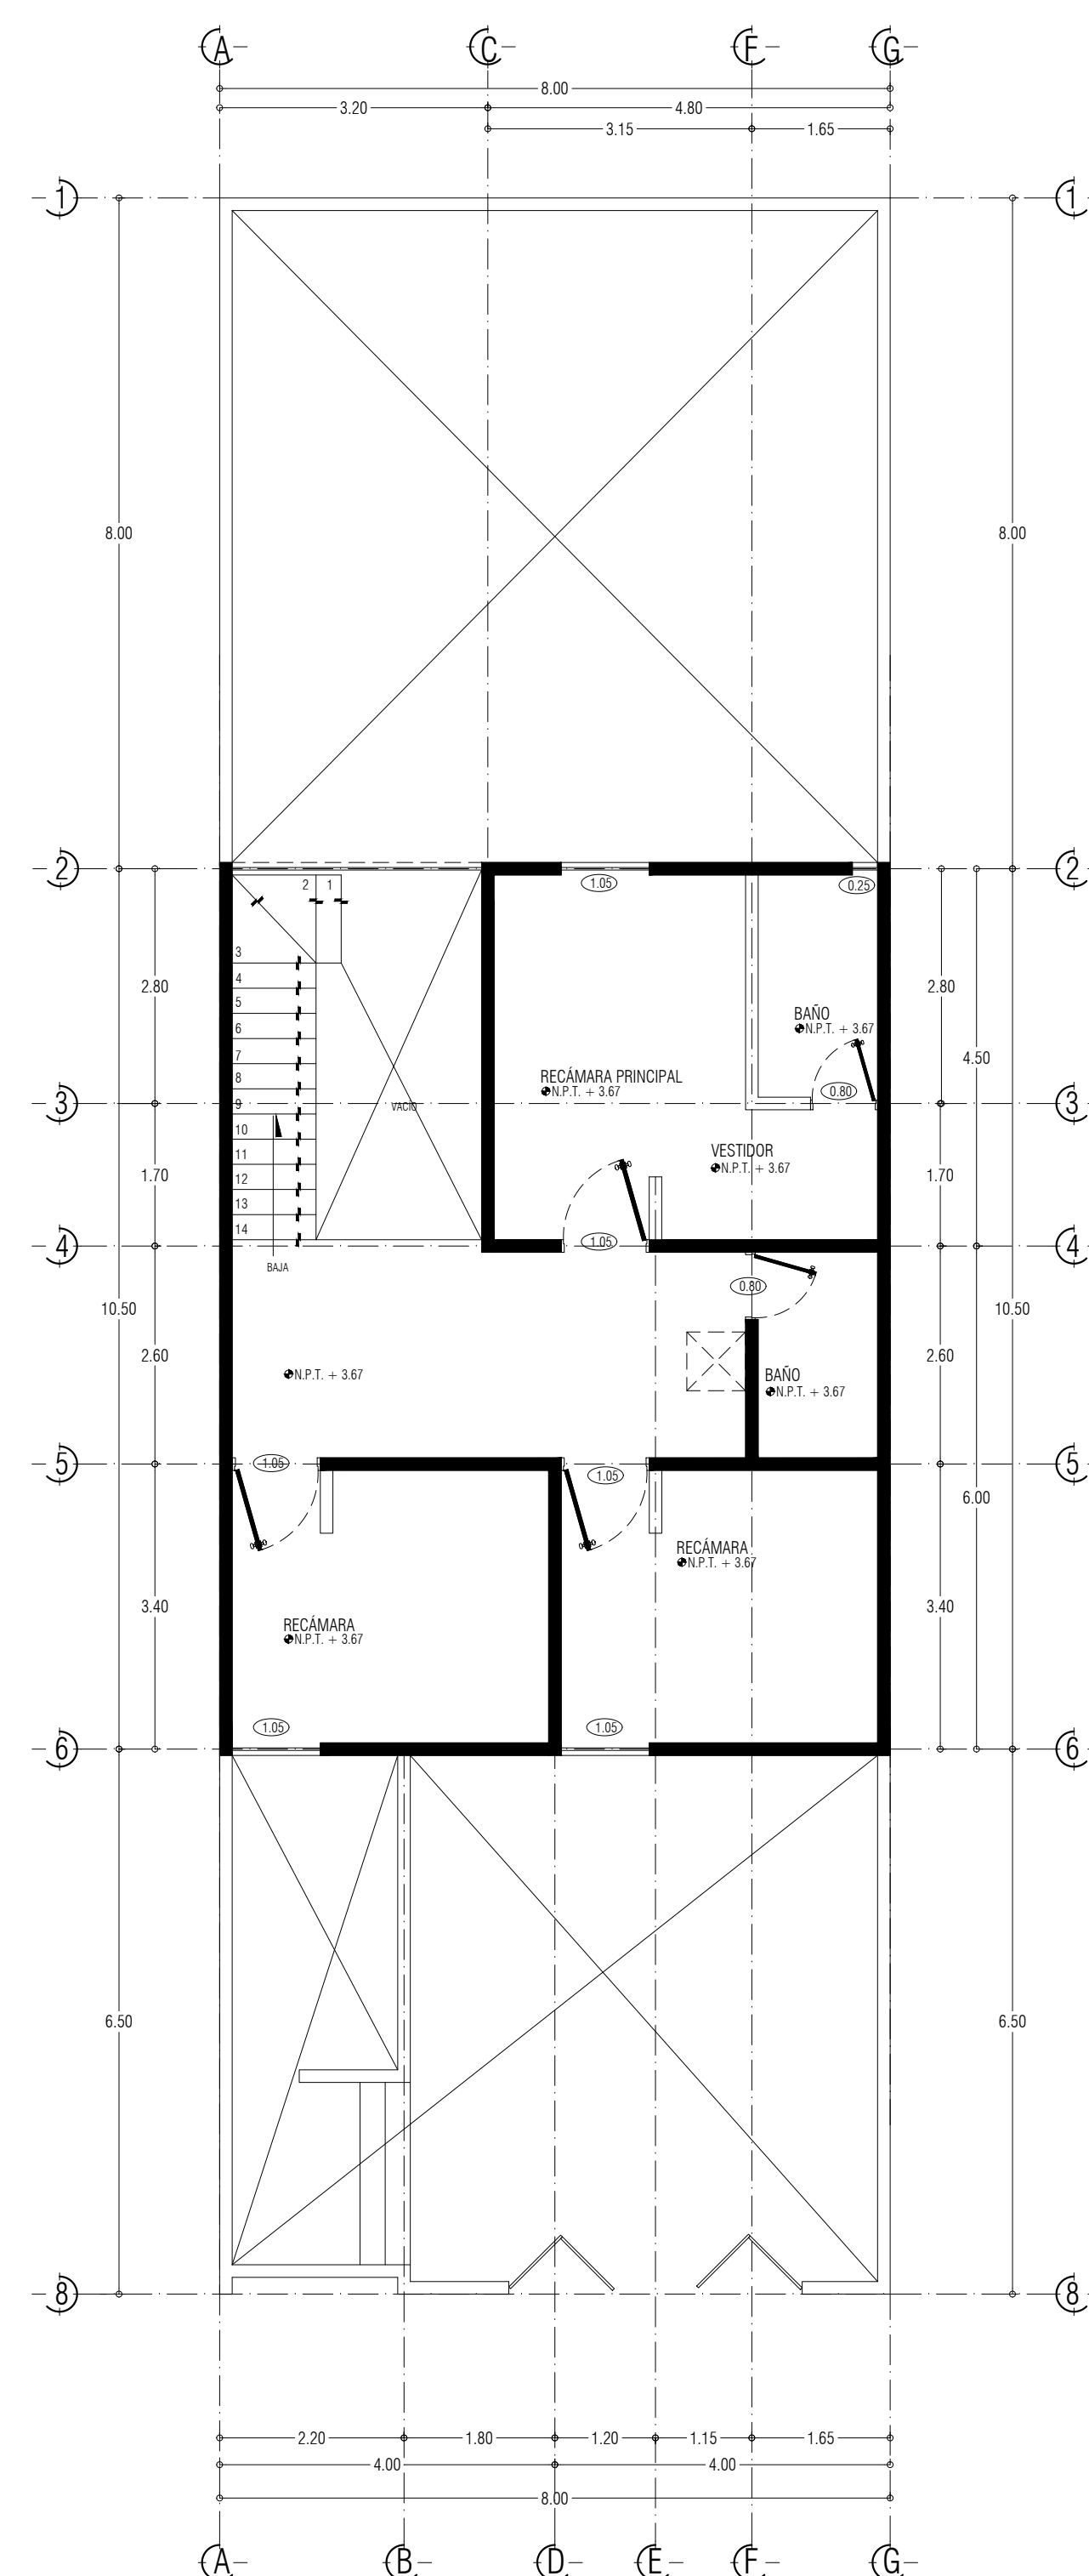 A C F G
8.00
3.20 4.80
3.15 1.65
1 1
8.00 8.00
2 2
1.05 0.25
2 1
3
4
2.80 2.80
5
BAÑO
N.P.T. + 3.67
6
7
4.50
8
RECÁMARA PRINCIPAL
N.P.T. + 3.67
0.80
9
VACIO
3 3
10
VESTIDOR
11
N.P.T. + 3.67
1.70 1.70
12
13
14
1.05
4 4
BAJA
0.80
10.50 10.50
2.60 2.60
N.P.T. + 3.67
BAÑO
N.P.T. + 3.67
5 5
1.05 1.05
6.00
RECÁMARA
N.P.T. + 3.67
3.40 3.40
RECÁMARA
N.P.T. + 3.67
1.05 1.05
6 6
6.50 6.50
8 8
2.20 1.80 1.20 1.15 1.65
4.00 4.00
8.00
A B D E F G